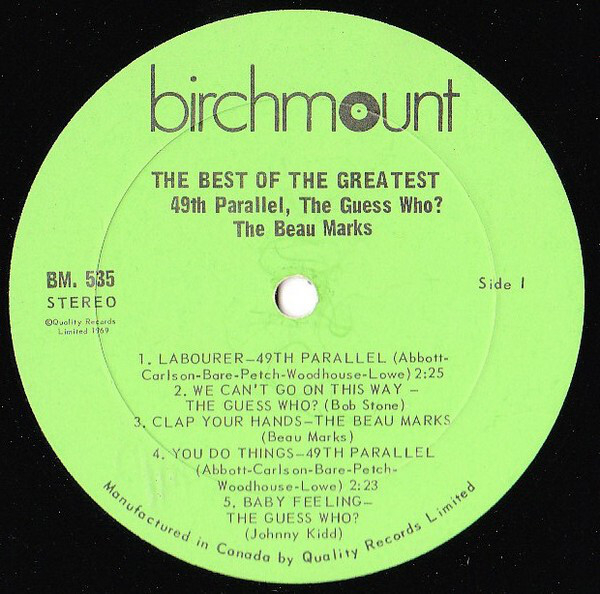 birchmount
THE BEST OF THE GREATEST
49th Parallel, The Guess Who?
The Beau Marks
BM. 535
STEREO
©Quality Records
Limited 1969
Side 1
1. LABOURER—49TH PARALLEL (Abbott-
Carlson-Bare-Petch-Woodhouse-Lowe) 2:25
2. WE CAN'T GO ON THIS WAY —
THE GUESS WHO? (Bob Stone)
3. CLAP YOUR HANDS—THE BEAU MARKS
(Beau Marks)
4. YOU DO THINGS—49TH PARALLEL
(Abbott-Carlson-Bare-Petch-
Woodhouse-Lowe) 2:23
5. BABY FEELING—
THE GUESS WHO?
(Johnny Kidd)
Manufactured in Canada by Quality Records Limited